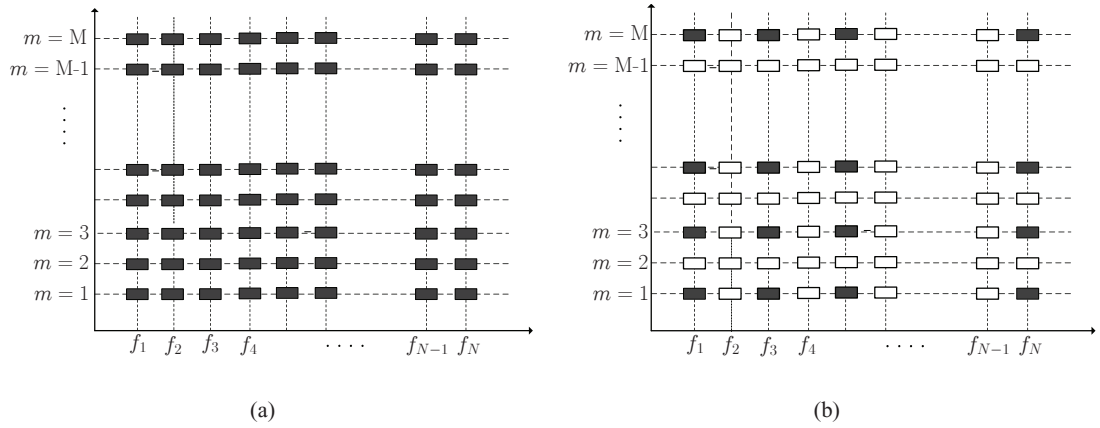 m = M
m = M-1
m = 3
m = 2
m = 1
f1 f2 f3 f4 . . . . fN−1 fN
(a)
m = M
m = M-1
m = 3
m = 2
m = 1
f1 f2 f3 f4 . . . . fN−1 fN
(b)